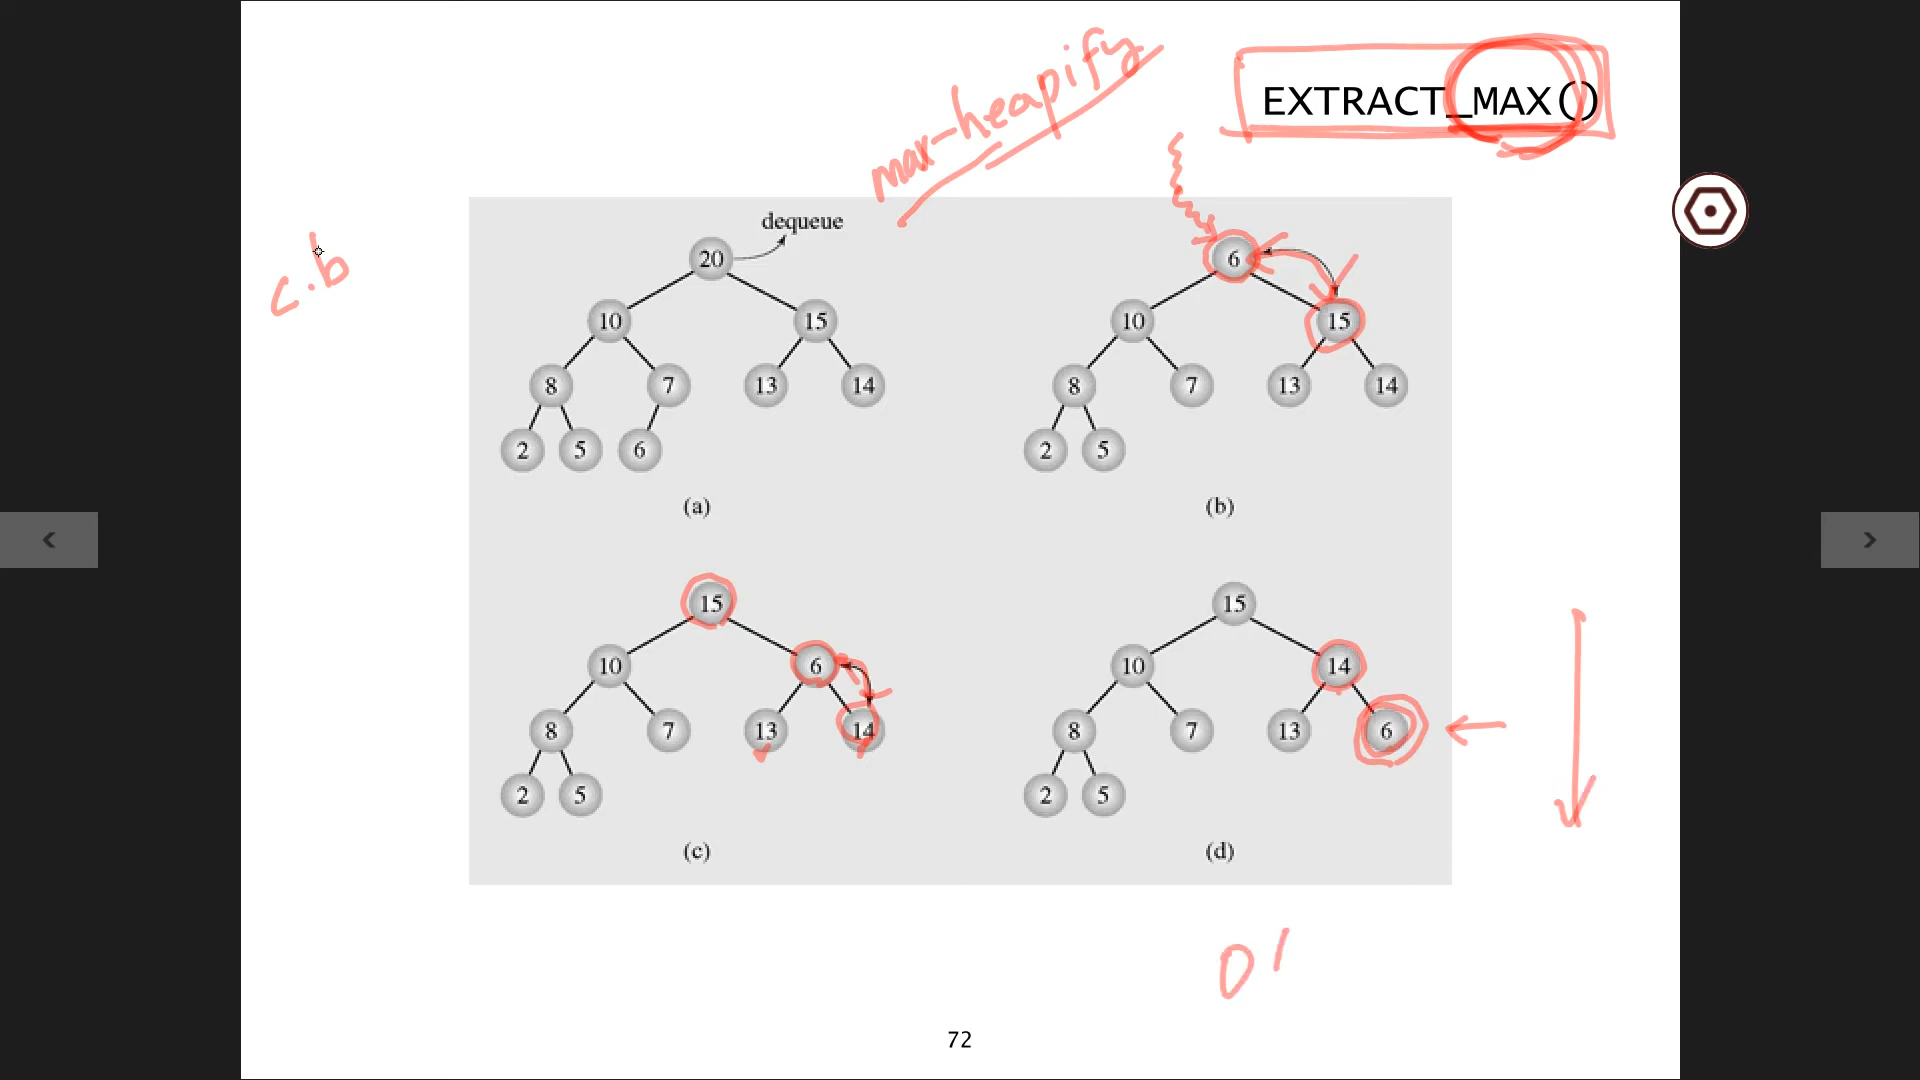 EXTRACT_MAX()
max-heapify
c.b
dequeue
20
10 15
8 7 13 14
2 5 6
(a)
6
10 15
8 7 13 14
2 5
(b)
15
10 6
8 7 13 14
2 5
(c)
15
10 14
8 7 13 6
2 5
(d)
72